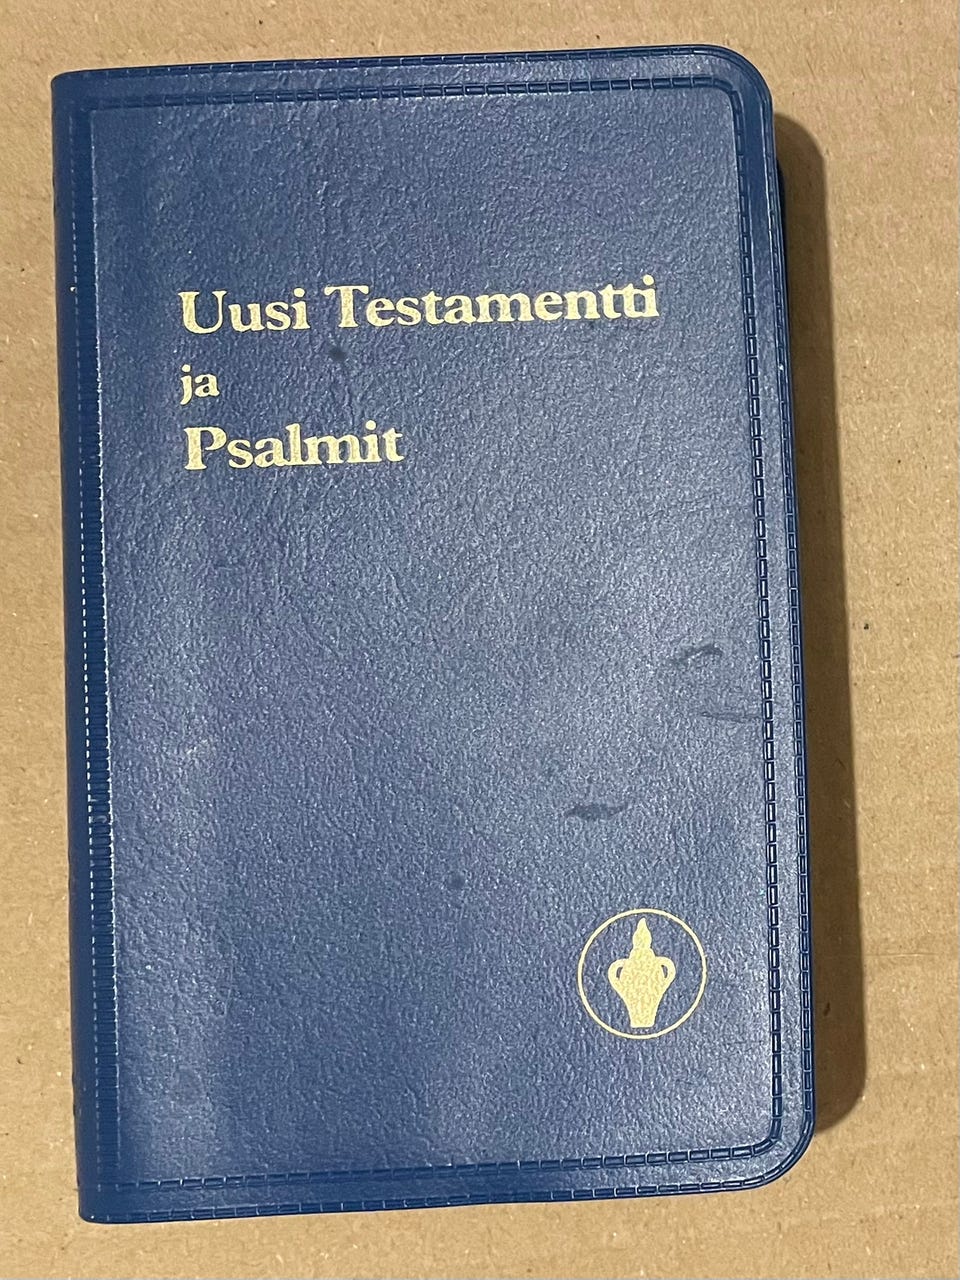 Uusi Testamentti
ja
Psalmit